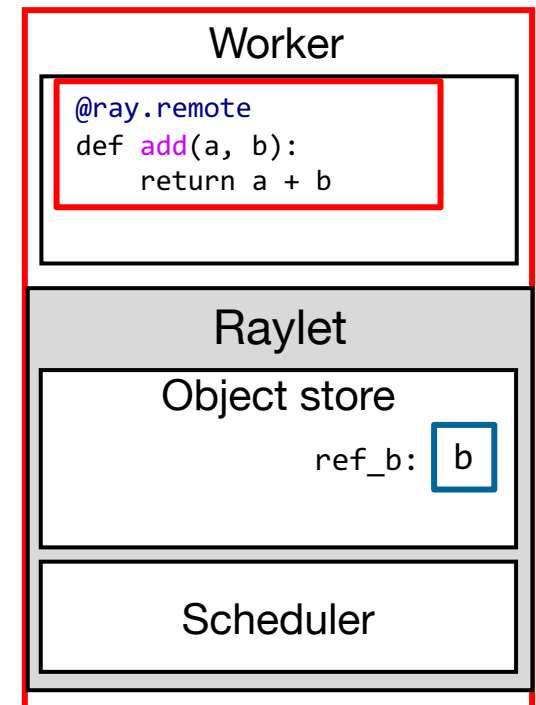 Worker
@ray.remote
def add(a, b):
    return a + b
Raylet
Object store
ref_b: b
Scheduler